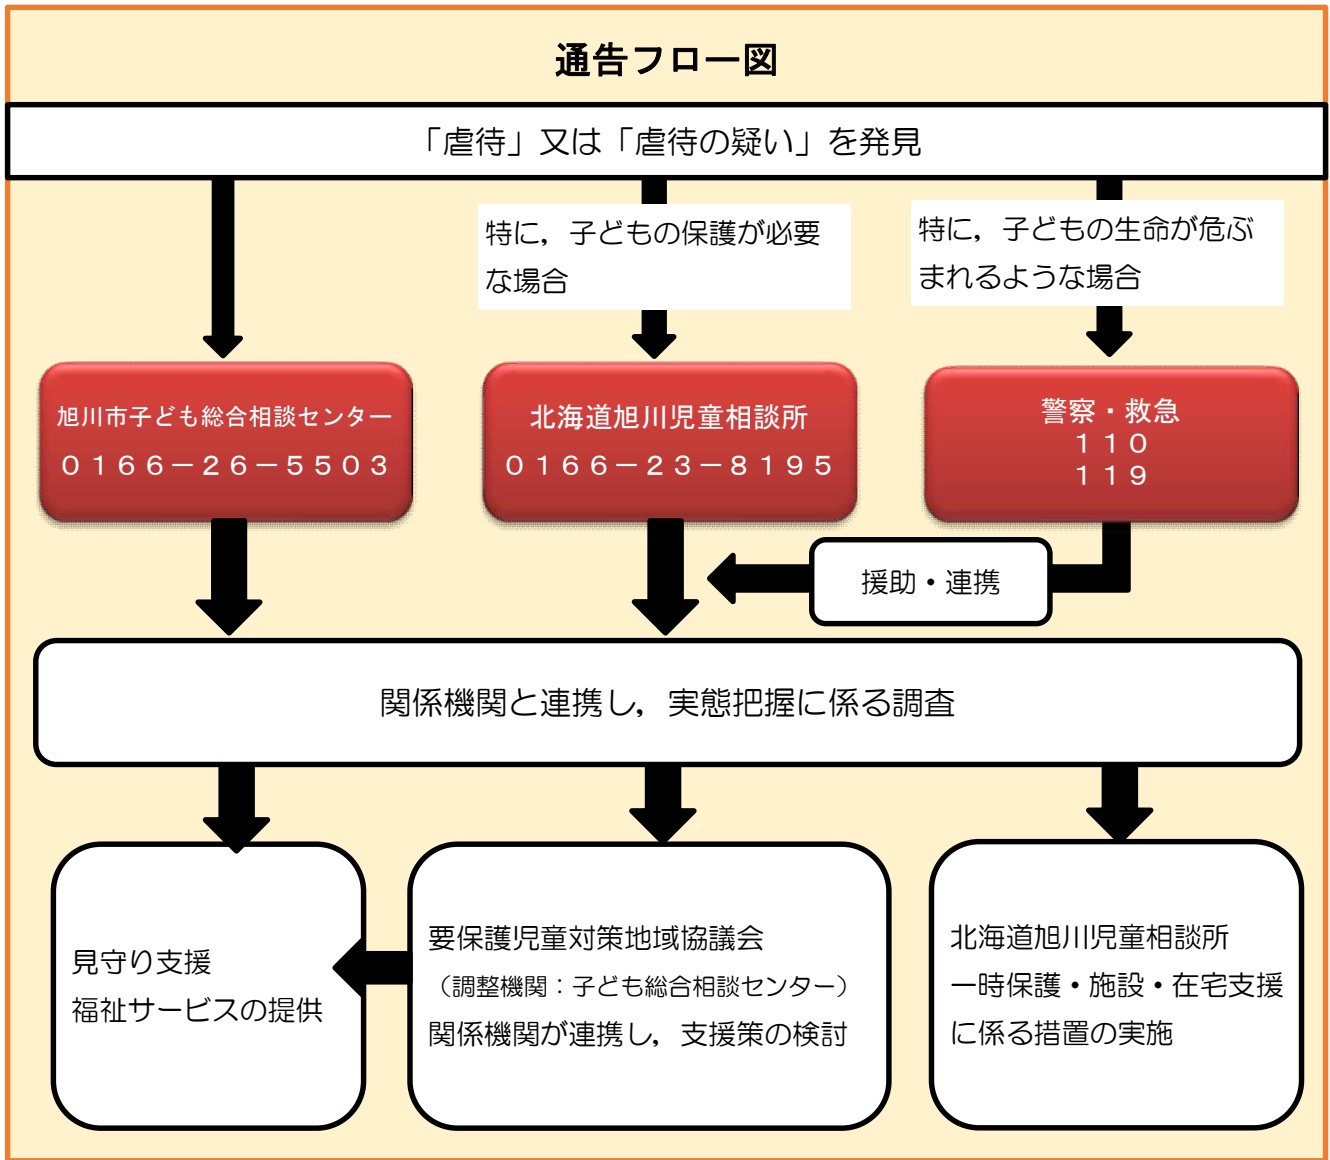 通告フロー図
「虐待」又は「虐待の疑い」を発見
特に，子どもの保護が必要
な場合
特に，子どもの生命が危ぶ
まれるような場合
旭川市子ども総合相談センター
０１６６－２６－５５０３
北海道旭川児童相談所
０１６６－２３－８１９５
警察・救急
１１０
１１９
援助・連携
関係機関と連携し，実態把握に係る調査
見守り支援
福祉サービスの提供
要保護児童対策地域協議会
（調整機関：子ども総合相談センター）
関係機関が連携し，支援策の検討
北海道旭川児童相談所
一時保護・施設・在宅支援
に係る措置の実施